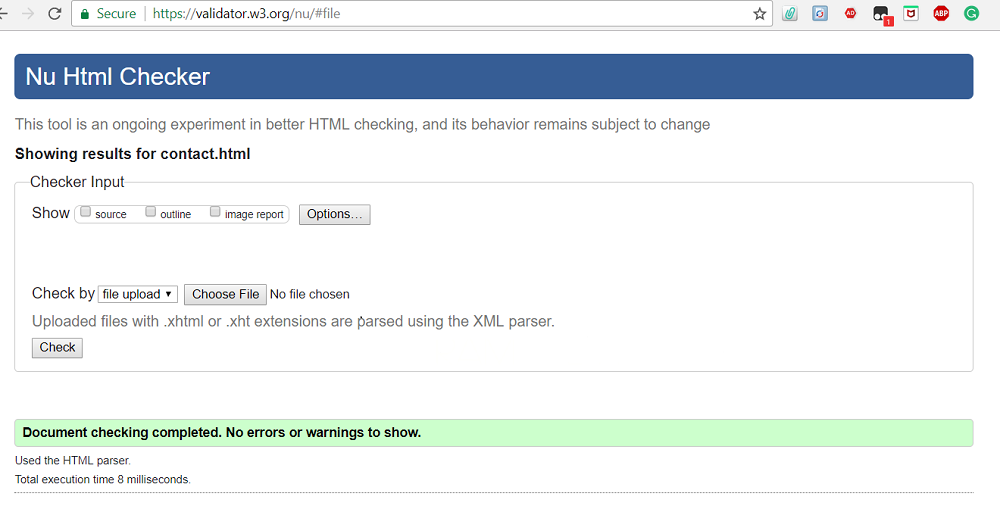 Secure https://validator.w3.org/nu/#file
AD
1
ABP
G
Nu Html Checker
This tool is an ongoing experiment in better HTML checking, and its behavior remains subject to change
Showing results for contact.html
Checker Input
Show source outline image report Options...
Check by file upload Choose File No file chosen
Uploaded files with .xhtml or .xht extensions are parsed using the XML parser.
Check
Document checking completed. No errors or warnings to show.
Used the HTML parser.
Total execution time 8 milliseconds.